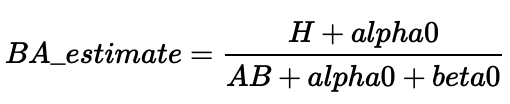 BA_estimate = H + alpha0 / AB + alpha0 + beta0